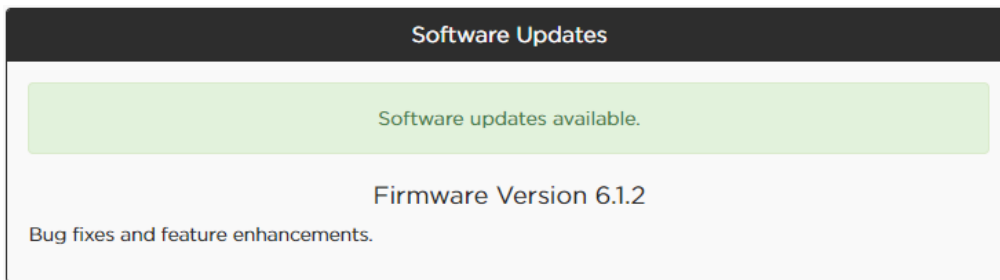 Software Updates
Software updates available.
Firmware Version 6.1.2
Bug fixes and feature enhancements.